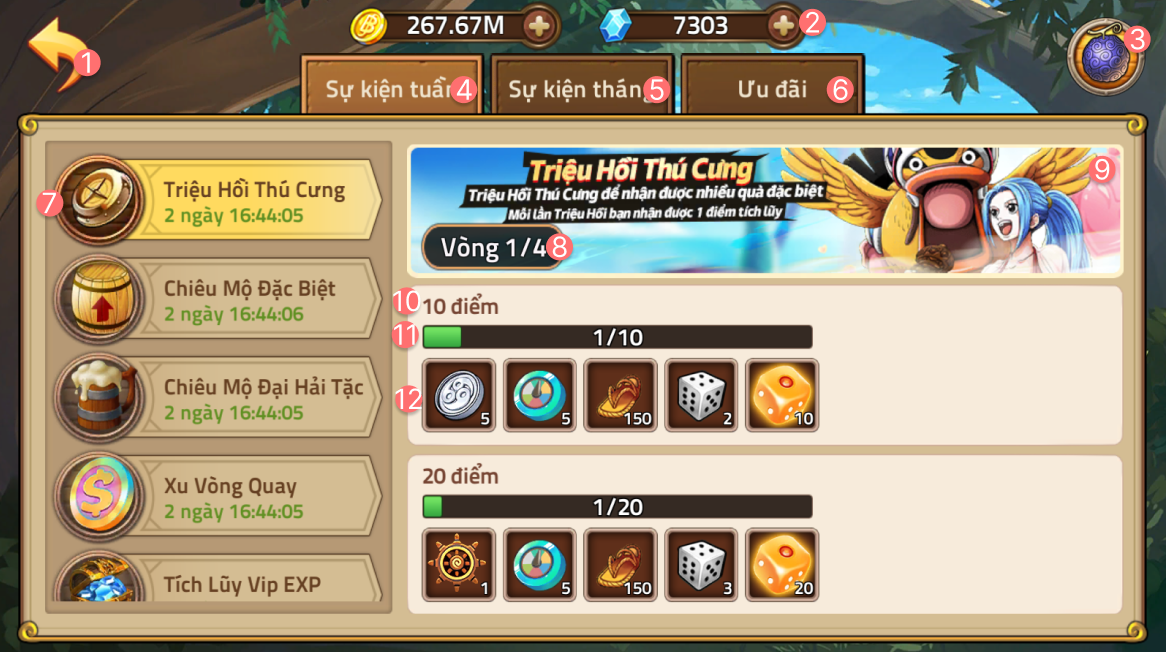 267.67M
7303
2
3
1
Sự kiện tuần
4
Sự kiện tháng
5
Ưu đãi
6
7
Triệu Hồi Thú Cưng
2 ngày 16:44:05
Chiêu Mộ Đặc Biệt
2 ngày 16:44:06
Chiêu Mộ Đại Hải Tặc
2 ngày 16:44:05
Xu Vòng Quay
2 ngày 16:44:05
Tích Lũy Vip EXP
Triệu Hồi Thú Cưng
9
Triệu Hồi Thú Cưng để nhận được nhiều quà đặc biệt
Mỗi lần Triệu Hồi bạn nhận được 1 điểm tích lũy
Vòng 1/4
8
10
10 điểm
11
1/10
12
5
5
150
2
10
20 điểm
1/20
1
5
150
3
20